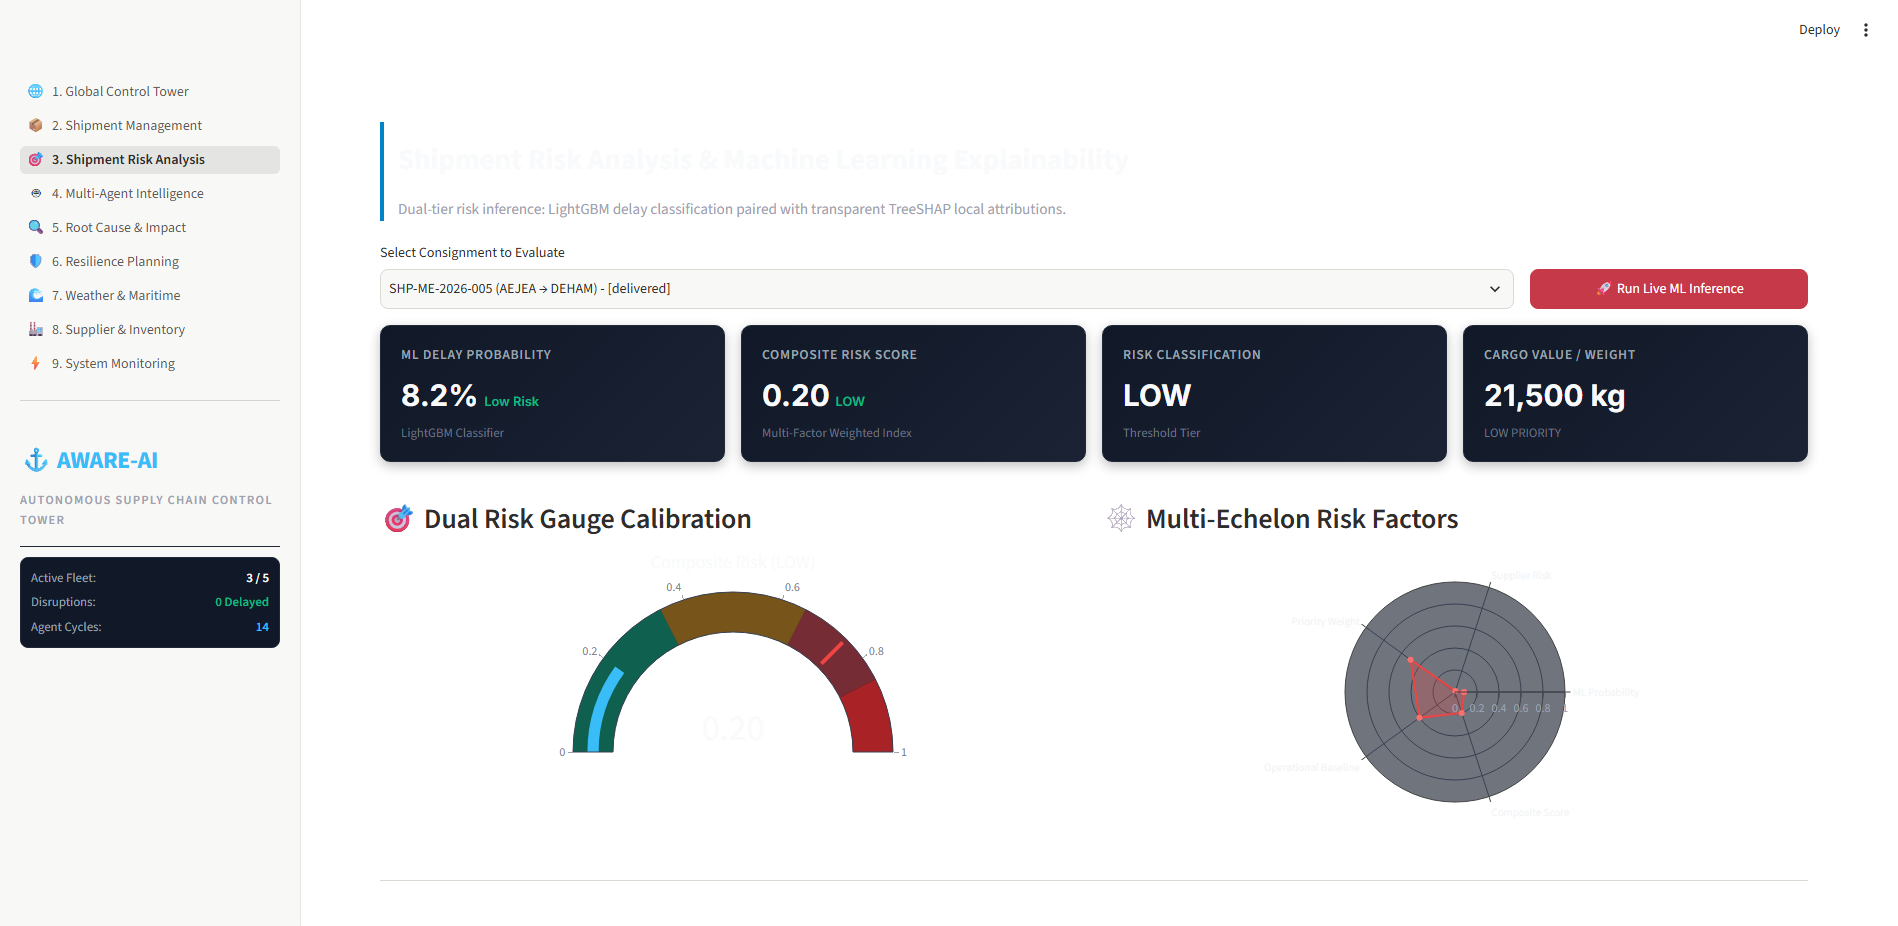 Deploy
1. Global Control Tower
2. Shipment Management
3. Shipment Risk Analysis
4. Multi-Agent Intelligence
5. Root Cause & Impact
6. Resilience Planning
7. Weather & Maritime
8. Supplier & Inventory
9. System Monitoring
AWARE-AI
AUTONOMOUS SUPPLY CHAIN CONTROL
TOWER
Active Fleet: 3 / 5
Disruptions: 0 Delayed
Agent Cycles: 14
Shipment Risk Analysis & Machine Learning Explainability
Dual-tier risk inference: LightGBM delay classification paired with transparent TreeSHAP local attributions.
Select Consignment to Evaluate
SHP-ME-2026-005 (AEJEA → DEHAM) - [delivered]
Run Live ML Inference
ML DELAY PROBABILITY
8.2% Low Risk
LightGBM Classifier
COMPOSITE RISK SCORE
0.20 LOW
Multi-Factor Weighted Index
RISK CLASSIFICATION
LOW
Threshold Tier
CARGO VALUE / WEIGHT
21,500 kg
LOW PRIORITY
Dual Risk Gauge Calibration
Composite Risk (LOW)
0.4 0.6
0.2 0.8
0.20
0 1
Multi-Echelon Risk Factors
Supplier Risk
Priority Weight
ML Probability
0 0.2 0.4 0.6 0.8 1
Operational Baseline
Composite Score